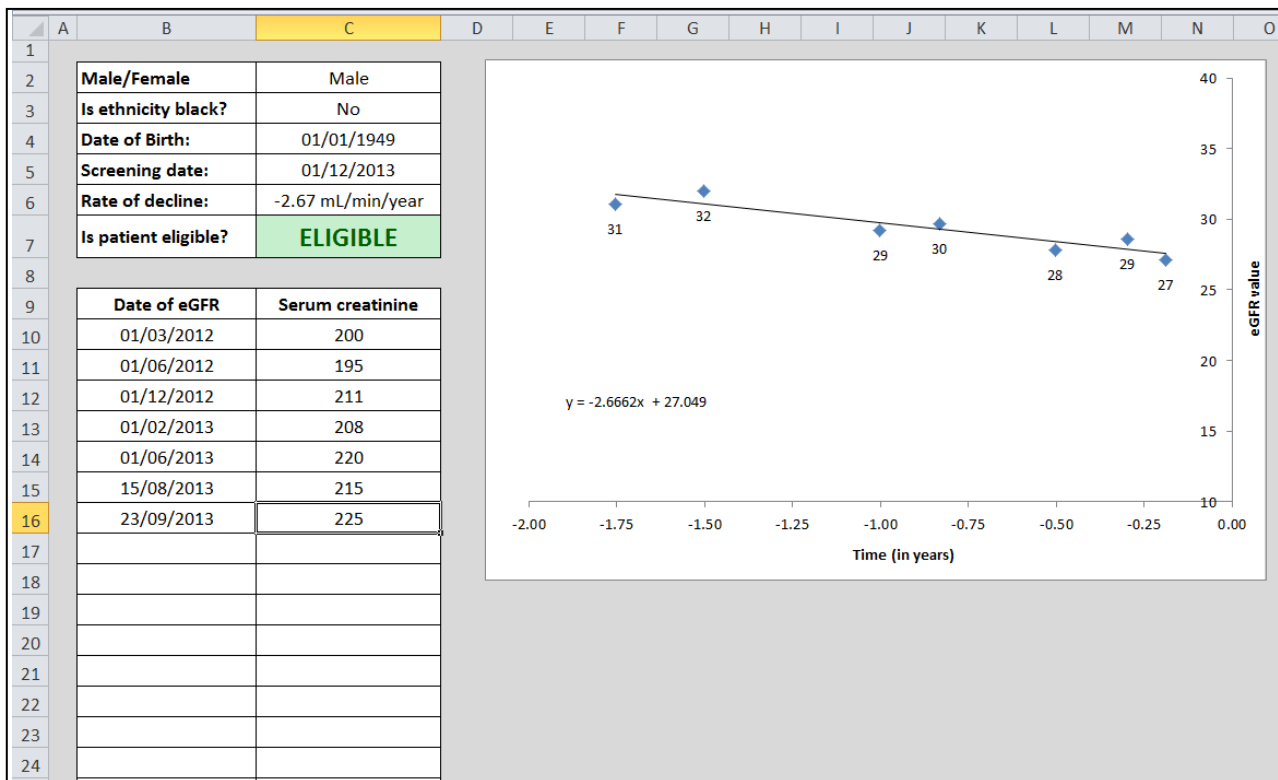 A B C D E F G H I J K L M N O
1
2 Male/Female Male
3 Is ethnicity black? No
4 Date of Birth: 01/01/1949
5 Screening date: 01/12/2013
6 Rate of decline: -2.67 mL/min/year
7 Is patient eligible? ELIGIBLE
8
9 Date of eGFR Serum creatinine
10 01/03/2012 200
11 01/06/2012 195
12 01/12/2012 211
13 01/02/2013 208
14 01/06/2013 220
15 15/08/2013 215
16 23/09/2013 225
17
18
19
20
21
22
23
24
40
35
30
25
20
15
10
eGFR value
31 32 29 30 28 29 27
y = -2.6662x + 27.049
-2.00 -1.75 -1.50 -1.25 -1.00 -0.75 -0.50 -0.25 0.00
Time (in years)